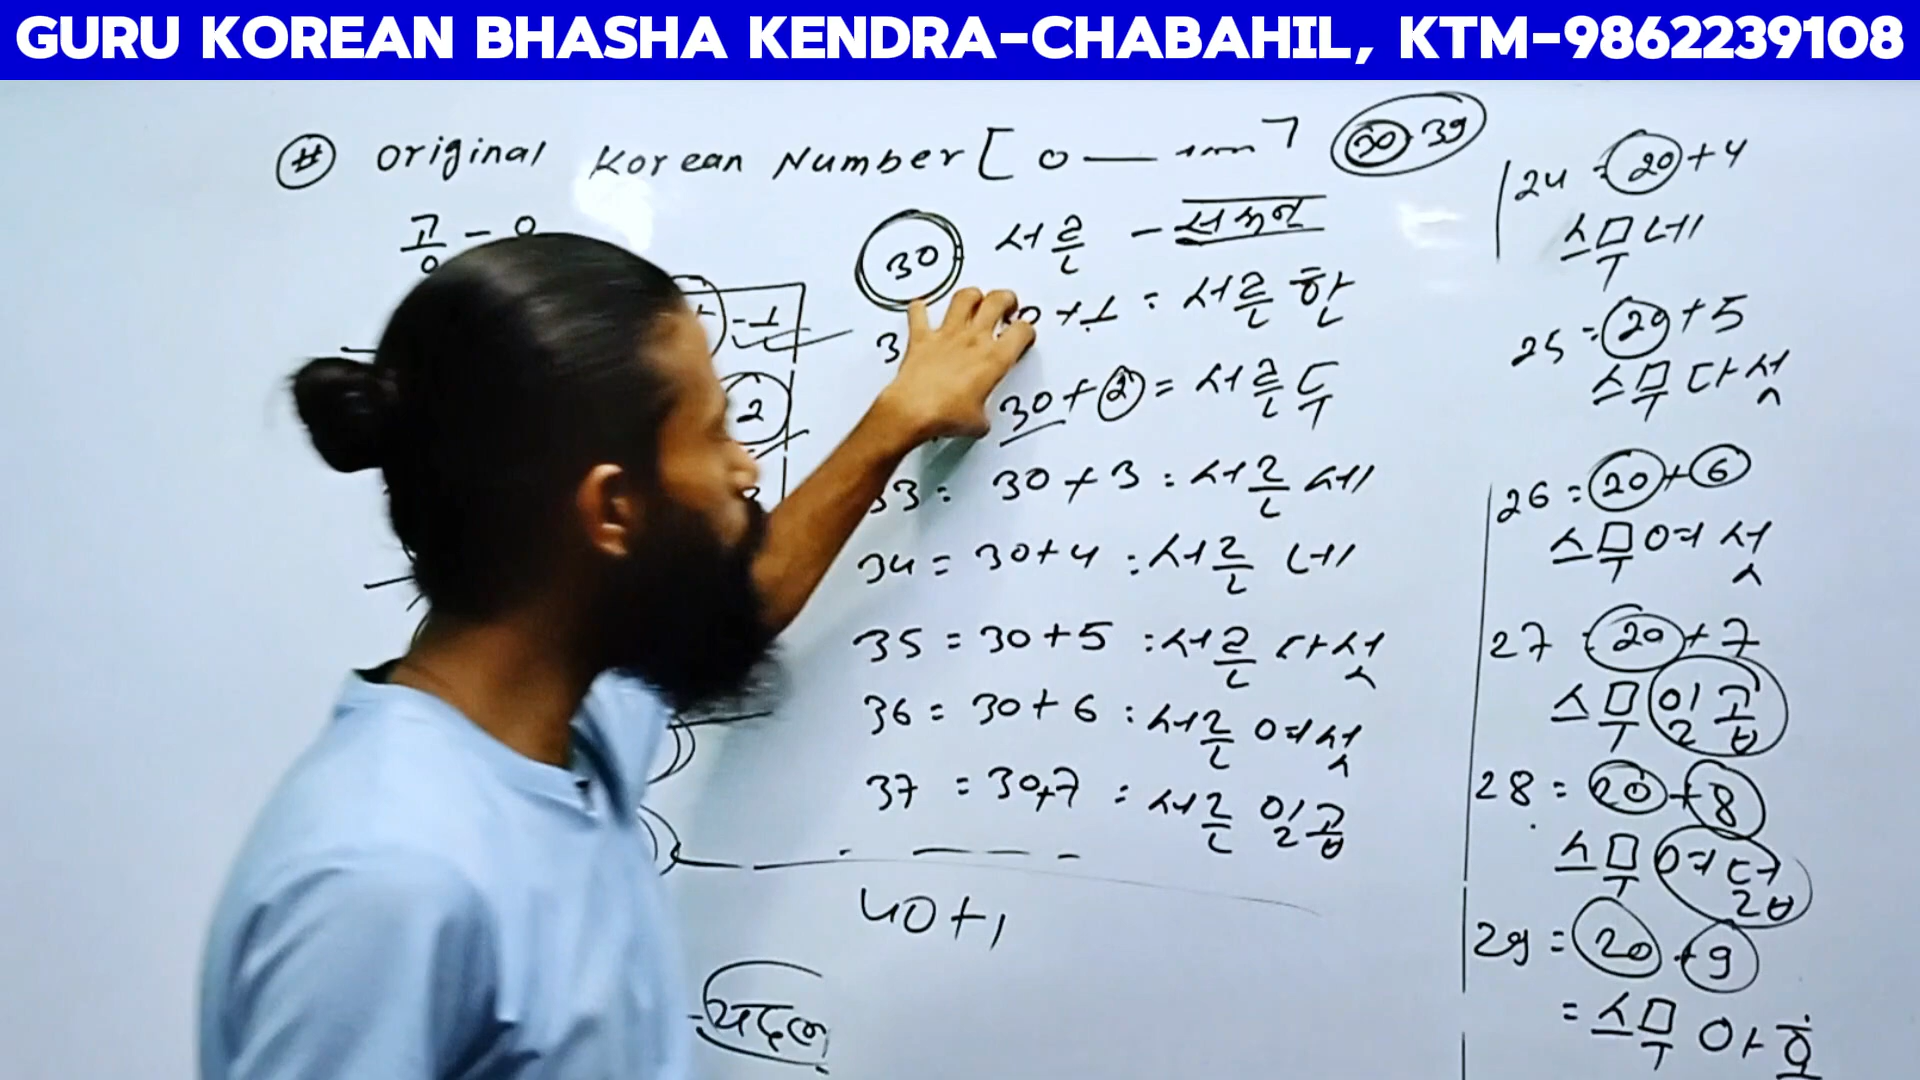 GURU KOREAN BHASHA KENDRA-CHABAHIL, KTM-9862239108
# Original Korean Number [ 0 —
30 39
공 - 0
- 1
2
30 서른 -
30 + 1 : 서른 한
30 + 2 = 서른 두
33 : 30 + 3 : 서른 세
34 = 30 + 4 : 서른 네
35 = 30 + 5 : 서른 다섯
36 = 30 + 6 : 서른 여섯
37 = 30 + 7 : 서른 일곱
40 + 1
24 = 20 + 4
스무 네
25 = 20 + 5
스무 다섯
26 = 20 + 6
스무 여섯
27 = 20 + 7
스무 일곱
28 = 20 + 8
스무 여덟
29 = 20 + 9
= 스무 아홉